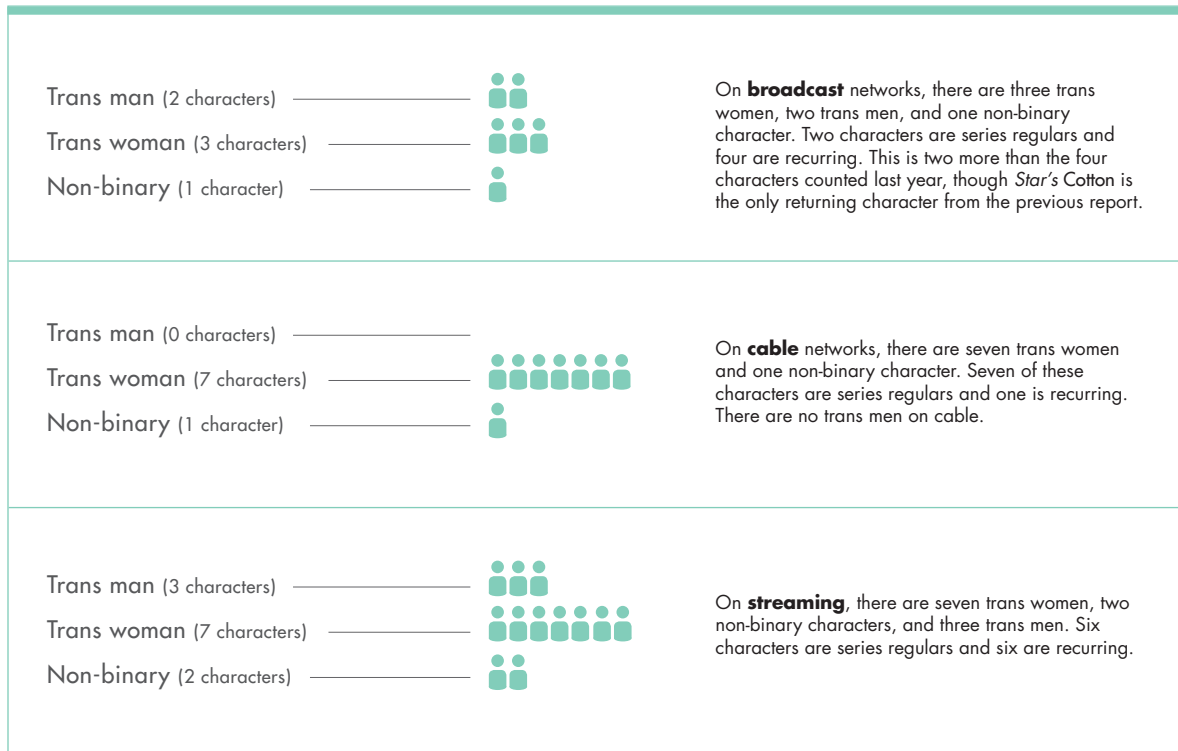 Trans man (2 characters)
Trans woman (3 characters)
Non-binary (1 character)
On broadcast networks, there are three trans
women, two trans men, and one non-binary
character. Two characters are series regulars and
four are recurring. This is two more than the four
characters counted last year, though Star's Cotton is
the only returning character from the previous report.
Trans man (0 characters)
Trans woman (7 characters)
Non-binary (1 character)
On cable networks, there are seven trans women
and one non-binary character. Seven of these
characters are series regulars and one is recurring.
There are no trans men on cable.
Trans man (3 characters)
Trans woman (7 characters)
Non-binary (2 characters)
On streaming, there are seven trans women, two
non-binary characters, and three trans men. Six
characters are series regulars and six are recurring.